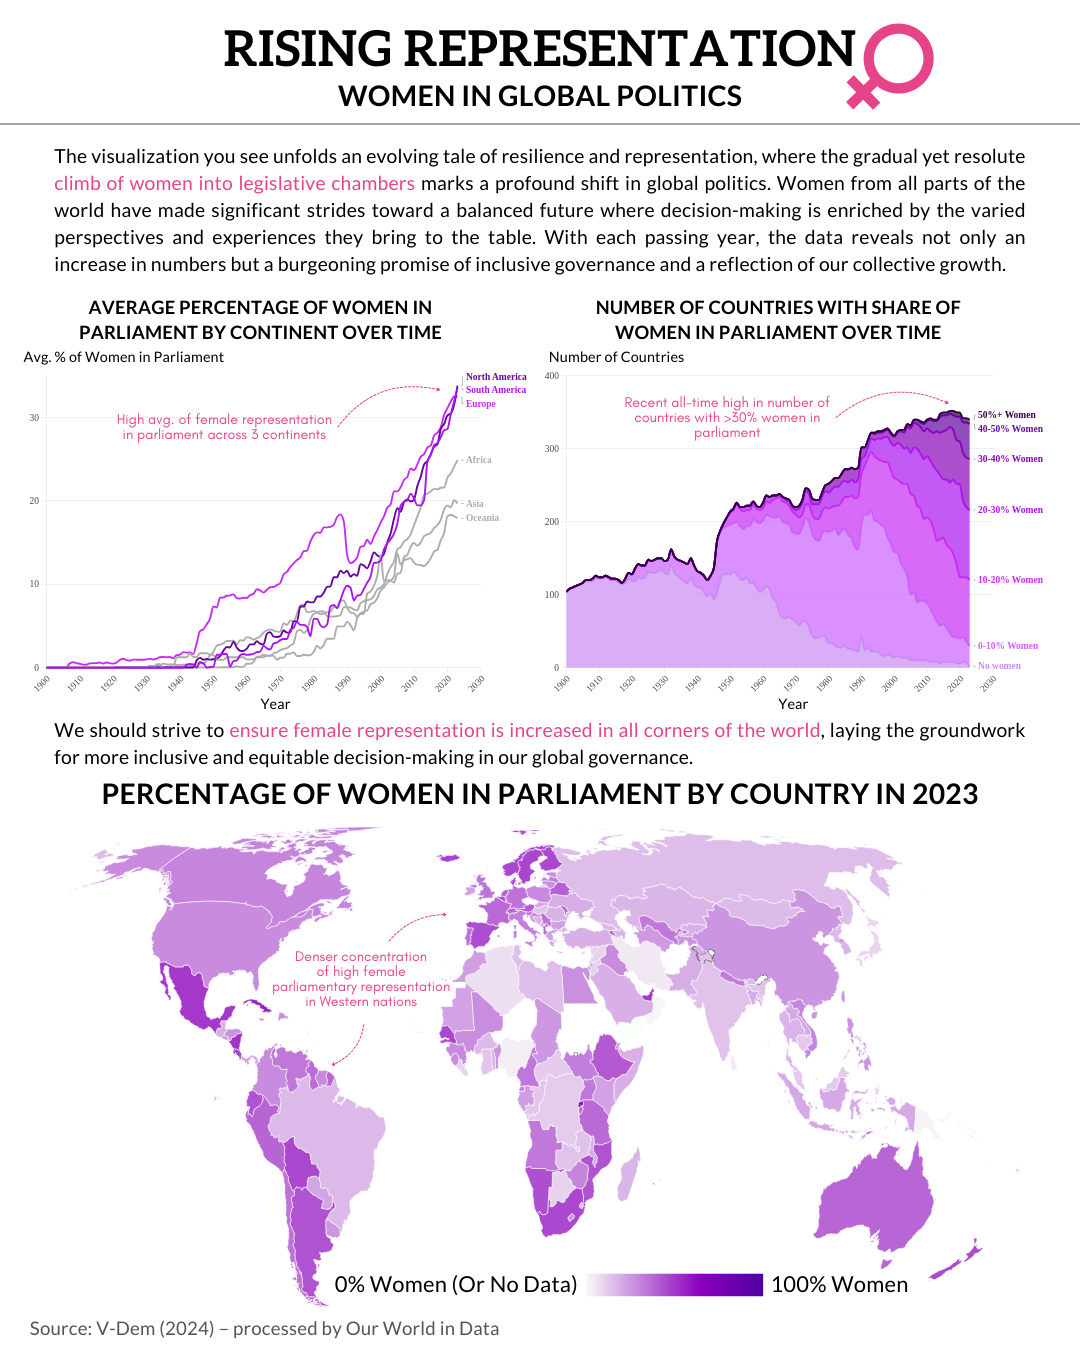 RISING REPRESENTATION
WOMEN IN GLOBAL POLITICS
The visualization you see unfolds an evolving tale of resilience and representation, where the gradual yet resolute
climb of women into legislative chambers marks a profound shift in global politics. Women from all parts of the
world have made significant strides toward a balanced future where decision-making is enriched by the varied
perspectives and experiences they bring to the table. With each passing year, the data reveals not only an
increase in numbers but a burgeoning promise of inclusive governance and a reflection of our collective growth.
AVERAGE PERCENTAGE OF WOMEN IN
PARLIAMENT BY CONTINENT OVER TIME
Avg. % of Women in Parliament
High avg. of female representation
in parliament across 3 continents
North America
South America
Europe
Africa
Asia
Oceania
30
20
10
0
1900
1910
1920
1930
1940
1950
1960
1970
1980
1990
2000
2010
2020
2030
Year
NUMBER OF COUNTRIES WITH SHARE OF
WOMEN IN PARLIAMENT OVER TIME
Number of Countries
400
300
200
100
0
Recent all-time high in number of
countries with >30% women in
parliament
50%+ Women
40-50% Women
30-40% Women
20-30% Women
10-20% Women
0-10% Women
No women
1900
1910
1920
1930
1940
1950
1960
1970
1980
1990
2000
2010
2020
2030
Year
We should strive to ensure female representation is increased in all corners of the world, laying the groundwork
for more inclusive and equitable decision-making in our global governance.
PERCENTAGE OF WOMEN IN PARLIAMENT BY COUNTRY IN 2023
Denser concentration
of high female
parliamentary representation
in Western nations
0% Women (Or No Data)
100% Women
Source: V-Dem (2024) – processed by Our World in Data